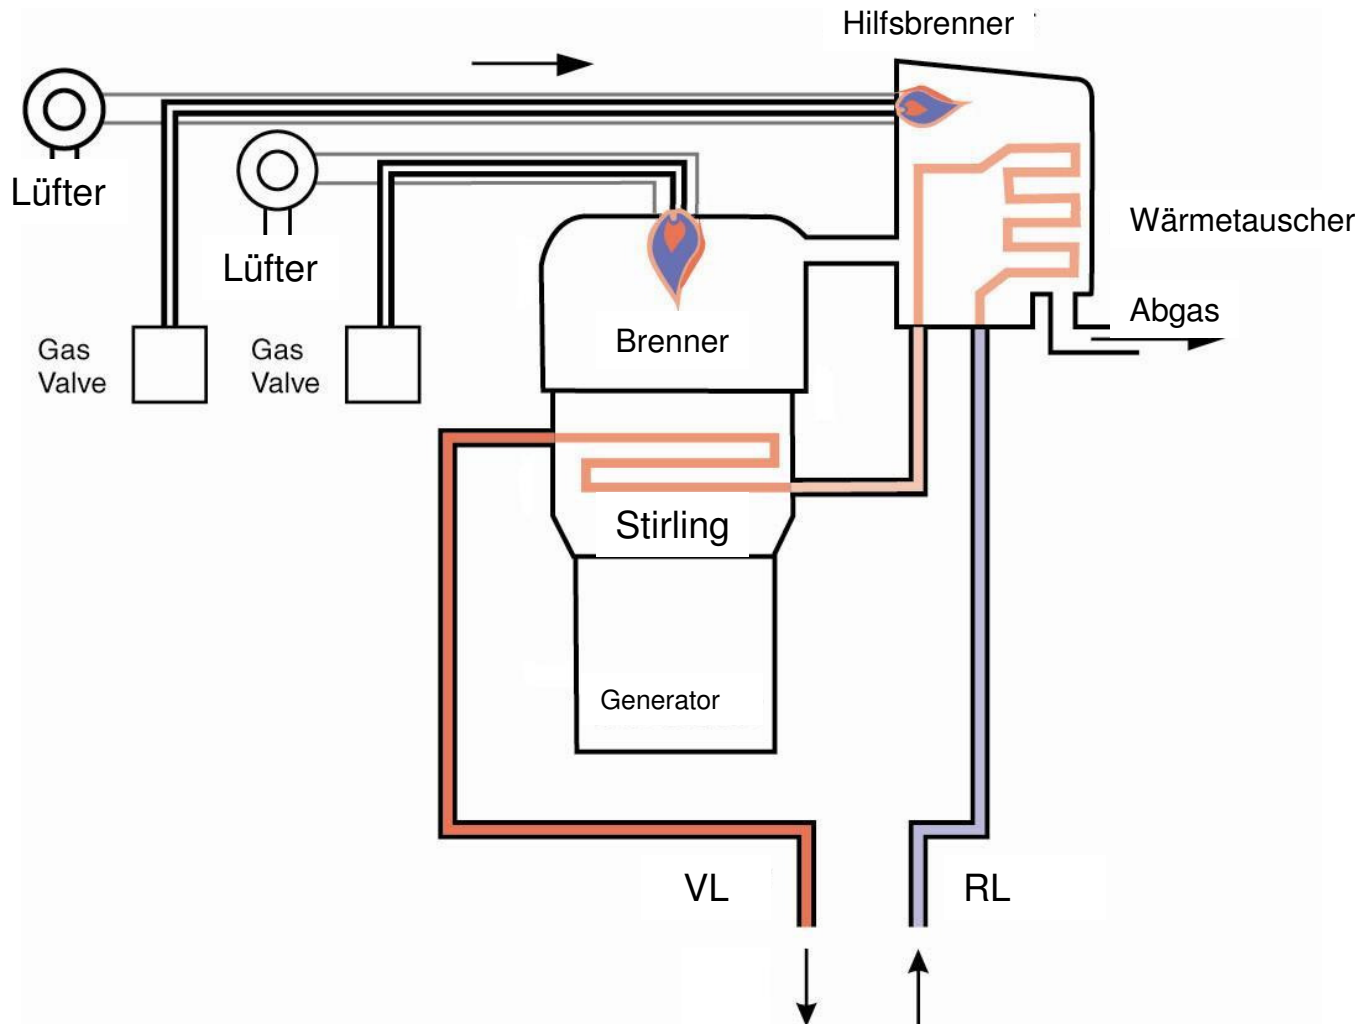 Hilfsbrenner
Lüfter
Lüfter
Wärmetauscher
Abgas
Gas
Valve
Gas
Valve
Brenner
Stirling
Generator
VL
RL